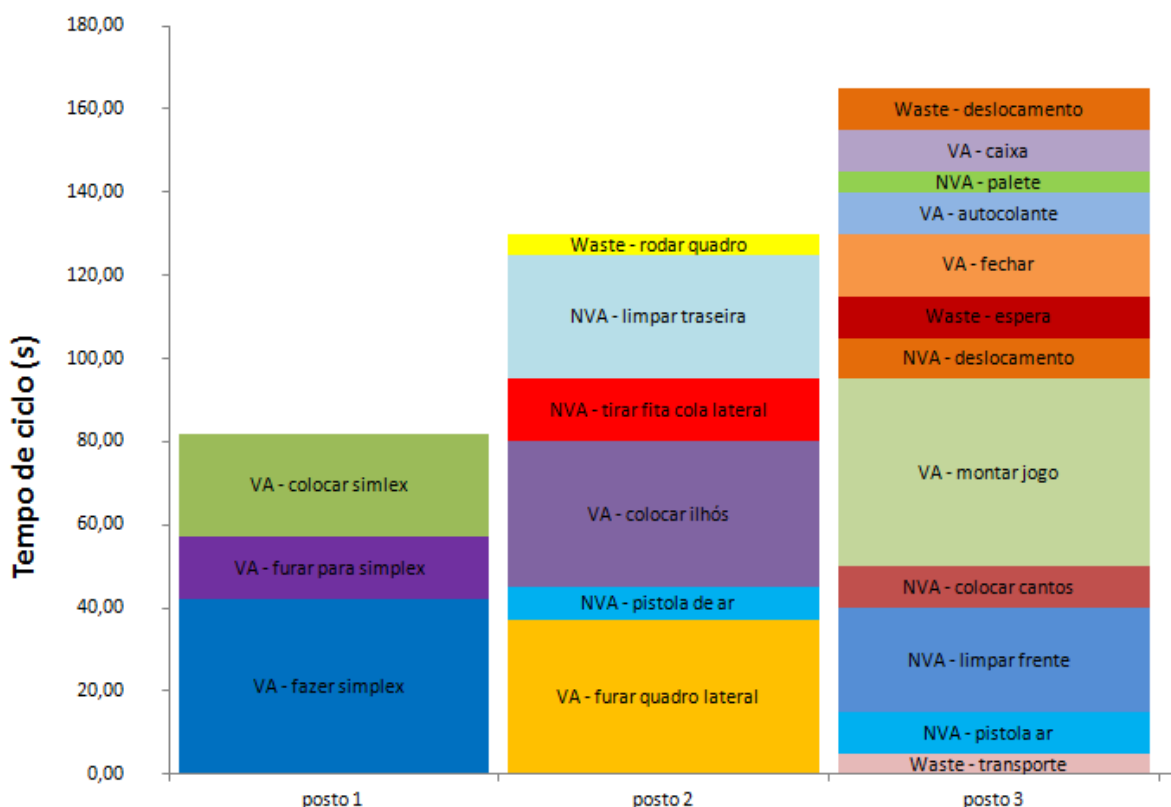 180,00
160,00
140,00
120,00
100,00
80,00
60,00
40,00
20,00
0,00
Tempo de ciclo (s)
VA - colocar simlex
VA - furar para simplex
VA - fazer simplex
posto 1
Waste - rodar quadro
NVA - limpar traseira
NVA - tirar fita cola lateral
VA - colocar ilhós
NVA - pistola de ar
VA - furar quadro lateral
posto 2
Waste - deslocamento
VA - caixa
NVA - palete
VA - autocolante
VA - fechar
Waste - espera
NVA - deslocamento
VA - montar jogo
NVA - colocar cantos
NVA - limpar frente
NVA - pistola ar
Waste - transporte
posto 3